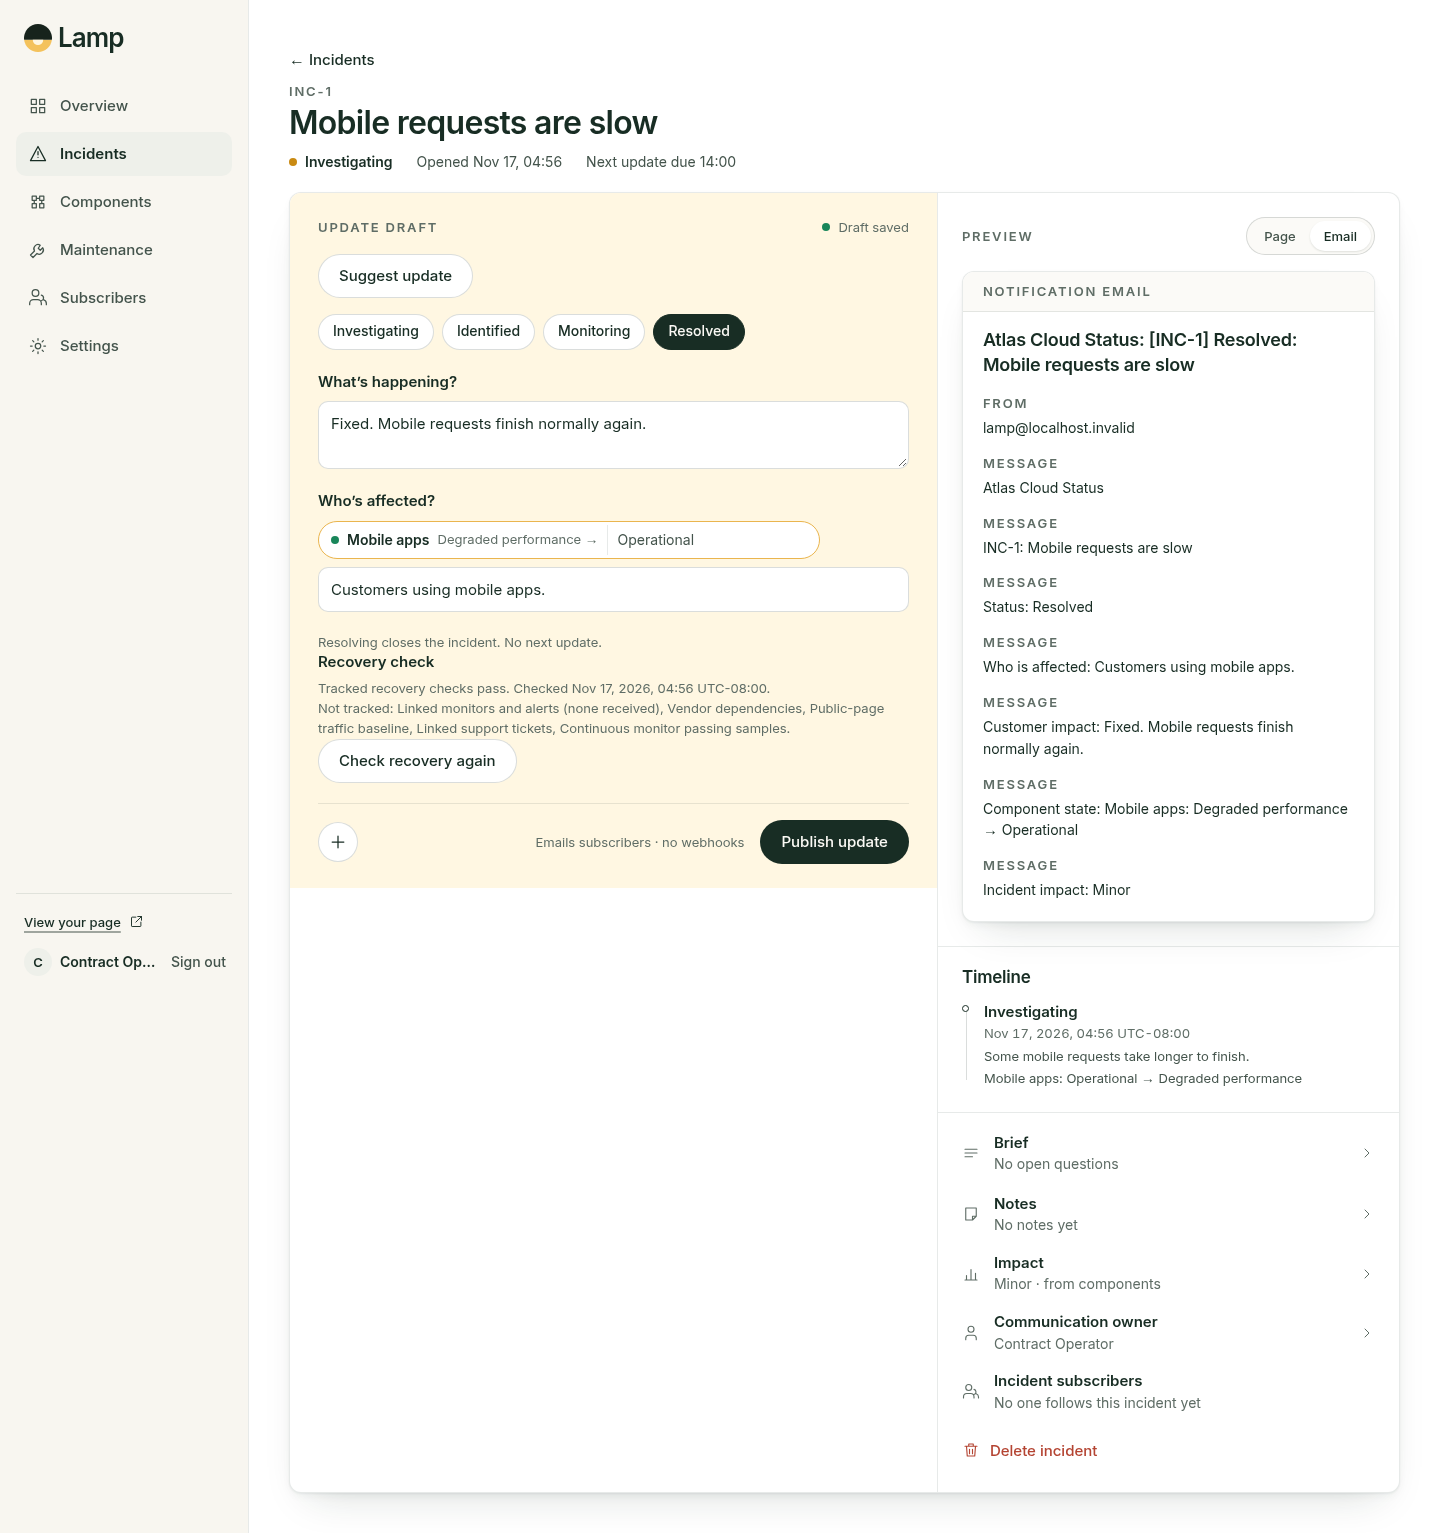 Lamp
Overview
Incidents
Components
Maintenance
Subscribers
Settings
View your page
C
Contract Op...
Sign out
← Incidents
INC-1
Mobile requests are slow
Investigating
Opened Nov 17, 04:56
Next update due 14:00
UPDATE DRAFT
Draft saved
Suggest update
Investigating
Identified
Monitoring
Resolved
What's happening?
Fixed. Mobile requests finish normally again.
Who's affected?
Mobile apps Degraded performance → Operational
Customers using mobile apps.
Resolving closes the incident. No next update.
Recovery check
Tracked recovery checks pass. Checked Nov 17, 2026, 04:56 UTC-08:00.
Not tracked: Linked monitors and alerts (none received), Vendor dependencies, Public-page
traffic baseline, Linked support tickets, Continuous monitor passing samples.
Check recovery again
Emails subscribers · no webhooks
Publish update
PREVIEW
Page
Email
NOTIFICATION EMAIL
Atlas Cloud Status: [INC-1] Resolved:
Mobile requests are slow
FROM
lamp@localhost.invalid
MESSAGE
Atlas Cloud Status
MESSAGE
INC-1: Mobile requests are slow
MESSAGE
Status: Resolved
MESSAGE
Who is affected: Customers using mobile apps.
MESSAGE
Customer impact: Fixed. Mobile requests finish
normally again.
MESSAGE
Component state: Mobile apps: Degraded performance
→ Operational
MESSAGE
Incident impact: Minor
Timeline
Investigating
Nov 17, 2026, 04:56 UTC-08:00
Some mobile requests take longer to finish.
Mobile apps: Operational → Degraded performance
Brief
No open questions
Notes
No notes yet
Impact
Minor · from components
Communication owner
Contract Operator
Incident subscribers
No one follows this incident yet
Delete incident